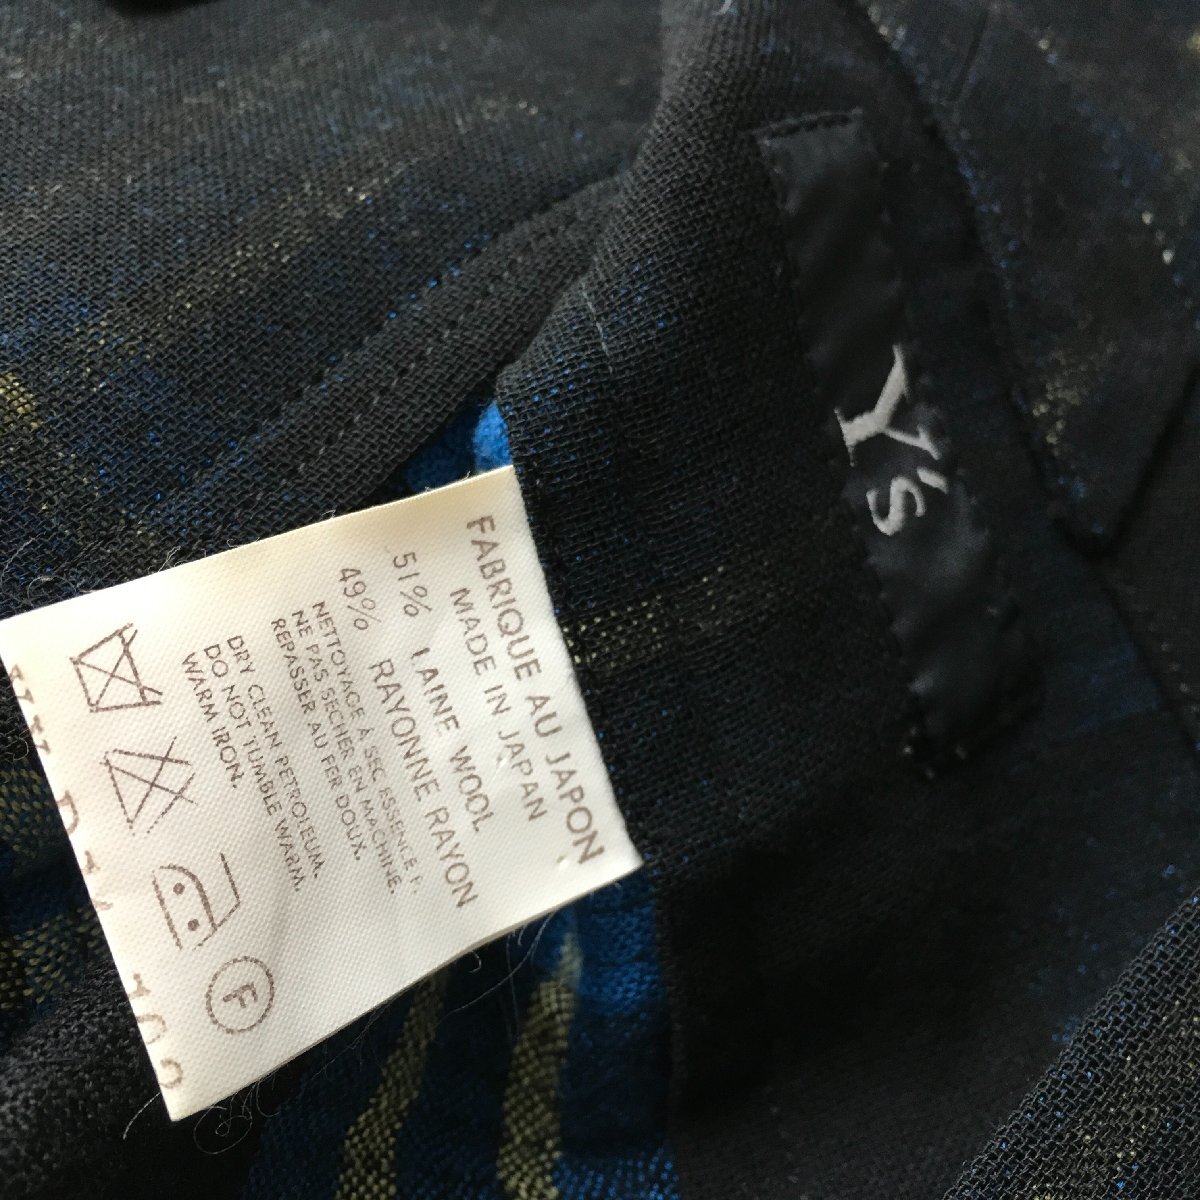 Y's
FABRIQUE AU JAPON
MADE IN JAPAN
51% LAINE WOOL
49% RAYONNE RAYON
NETTOYAGE À SEC ESSENCE F.
NE PAS SÉCHER EN MACHINE.
REPASSER AU FER DOUX.
DRY CLEAN PETROLEUM.
DO NOT TUMBLE WARM.
WARM IRON.
F